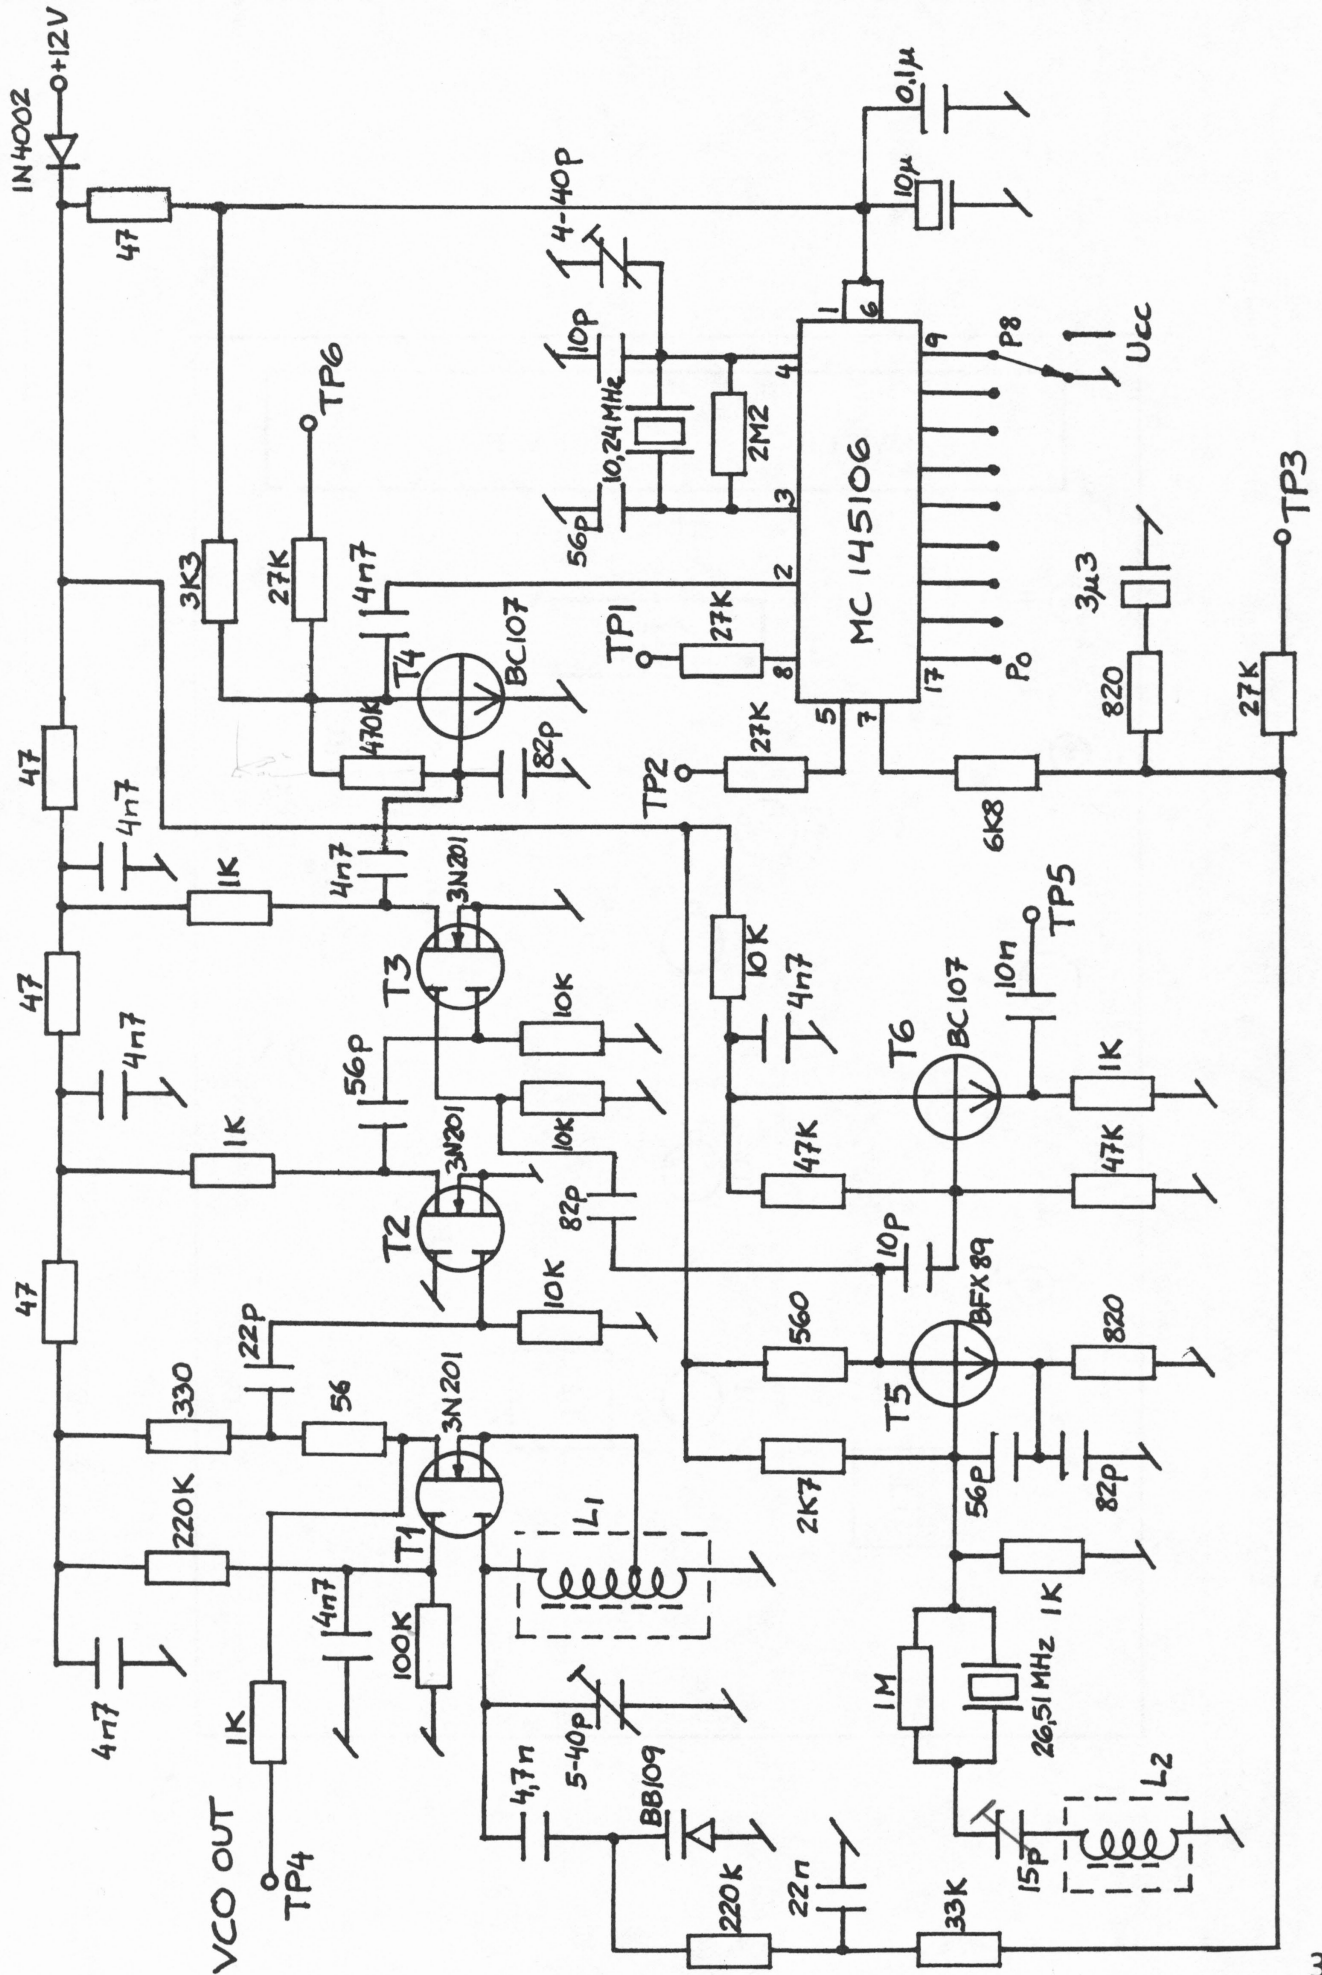 VCO OUT
TP4
1K
4n7
220K
330
22p
56
4n7
100K
T1
3N201
L1
4,7n
5-40p
BB109
220K
22n
33K
47
1K
4n7
T2
3N201
10K
56p
82p
10K
10K
47
4n7
1K
T3
3N201
4n7
47
470K
82p
T4
BC107
4n7
27K
TP6
3K3
47
1N4002
+12V
TP2
27K
TP1
27K
56p
10,24MHz
10p
4-40p
2M2
5
7
8
2
3
4
1
6
MC 145106
17
9
P0
P8
Ucc
10µ
0.1µ
6K8
820
3µ3
27K
TP3
10K
4n7
T6
BC107
10n
TP5
1K
47K
47K
10p
560
T5
BFX89
820
2K7
56p
82p
1K
1M
26,51MHz
15p
L2